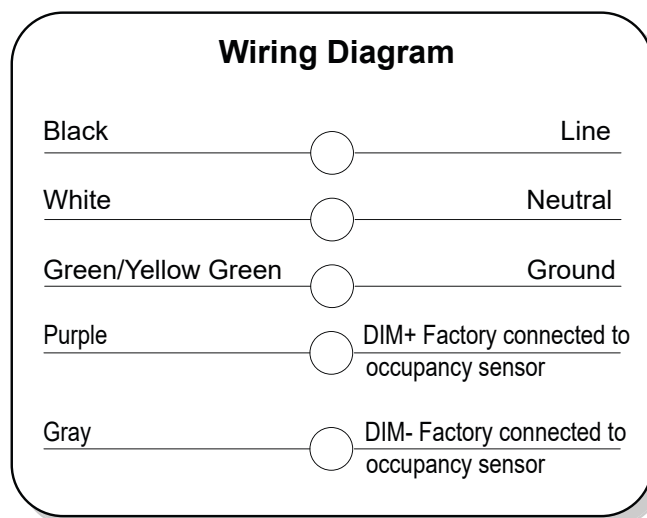 Wiring Diagram
Black Line
White Neutral
Green/Yellow Green Ground
Purple DIM+ Factory connected to
occupancy sensor
Gray DIM- Factory connected to
occupancy sensor